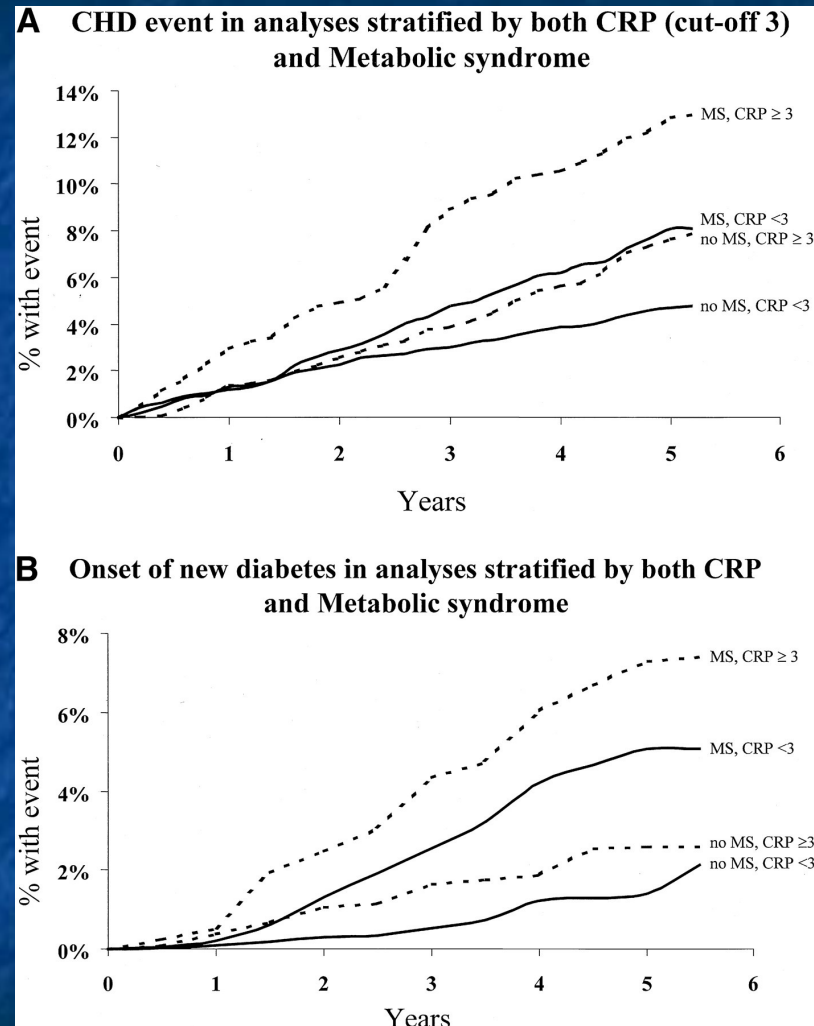 A CHD event in analyses stratified by both CRP (cut-off 3)
and Metabolic syndrome
14%
12%
10%
8%
6%
4%
2%
0%
% with event
MS, CRP ≥ 3
MS, CRP <3
no MS, CRP ≥ 3
no MS, CRP <3
0 1 2 3 4 5 6
Years
B Onset of new diabetes in analyses stratified by both CRP
and Metabolic syndrome
8%
6%
4%
2%
0%
% with event
MS, CRP ≥ 3
MS, CRP <3
no MS, CRP ≥3
no MS, CRP <3
0 1 2 3 4 5 6
Years